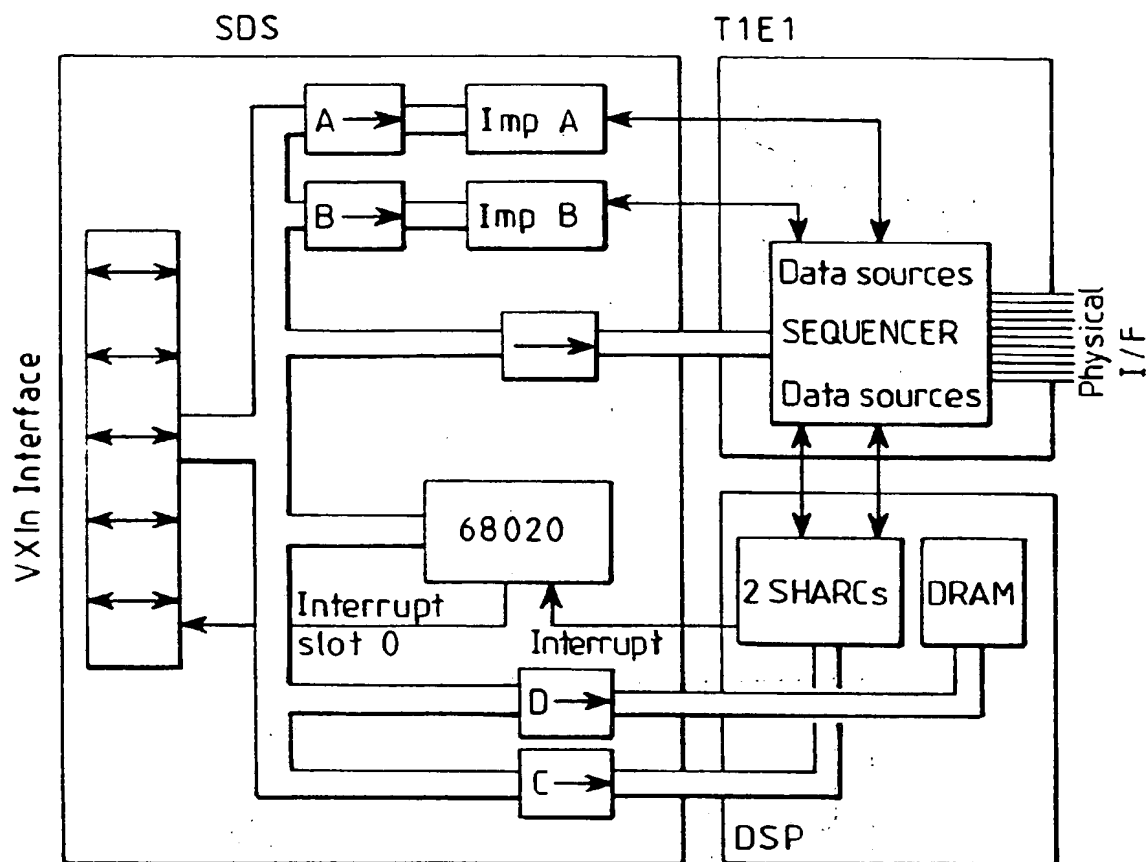 SDS
T1E1
A
Imp A
B
Imp B
Data sources
SEQUENCER
Data sources
Physical
I/F
VXIn Interface
68020
2 SHARCs
DRAM
Interrupt
slot 0
Interrupt
D
C
DSP